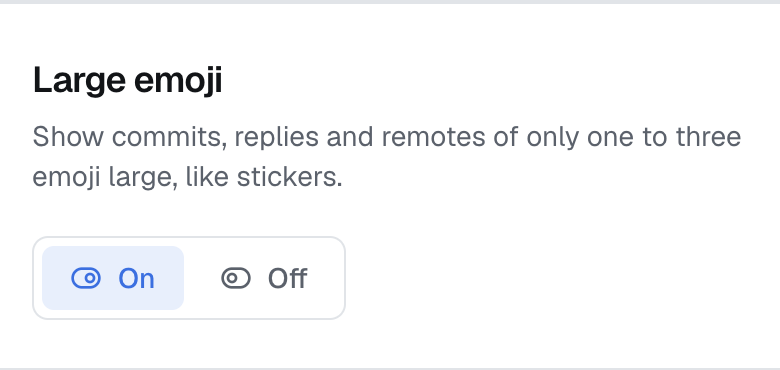 Large emoji
Show commits, replies and remotes of only one to three
emoji large, like stickers.
On Off